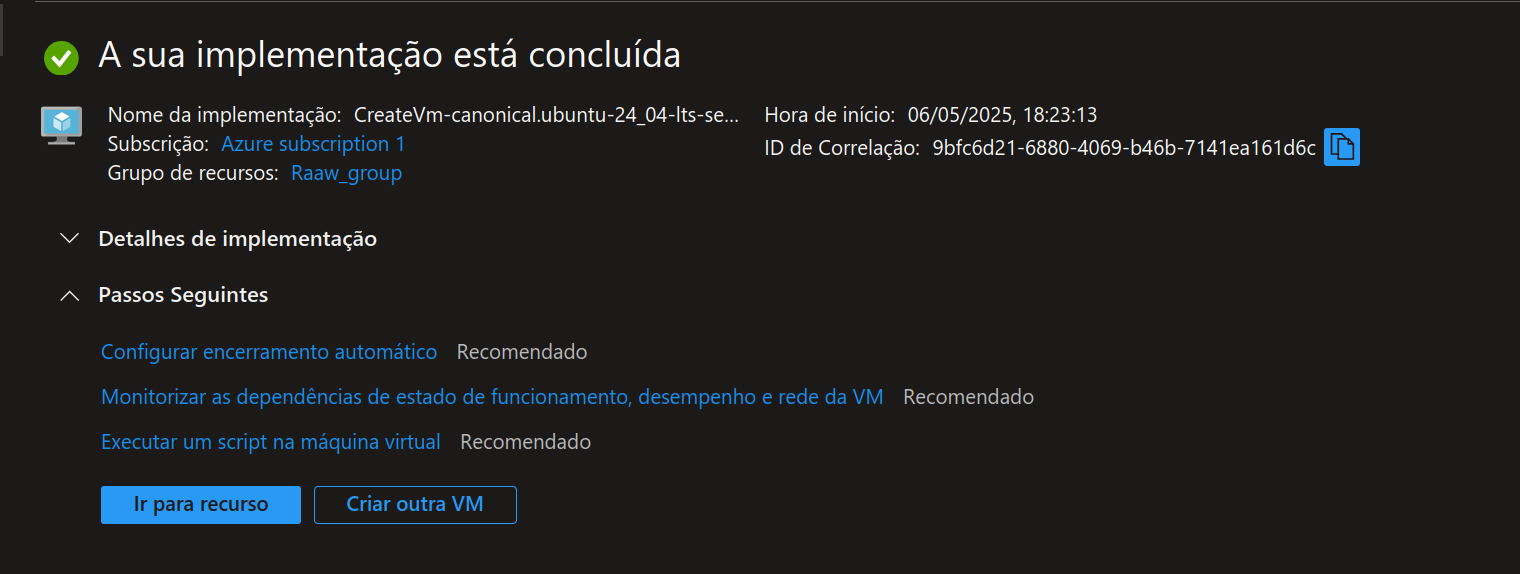 A sua implementação está concluída
Nome da implementação: CreateVm-canonical.ubuntu-24_04-lts-se...
Hora de início: 06/05/2025, 18:23:13
Subscrição: Azure subscription 1
ID de Correlação: 9bfc6d21-6880-4069-b46b-7141ea161d6c
Grupo de recursos: Raaw_group
Detalhes de implementação
Passos Seguintes
Configurar encerramento automático Recomendado
Monitorizar as dependências de estado de funcionamento, desempenho e rede da VM Recomendado
Executar um script na máquina virtual Recomendado
Ir para recurso
Criar outra VM